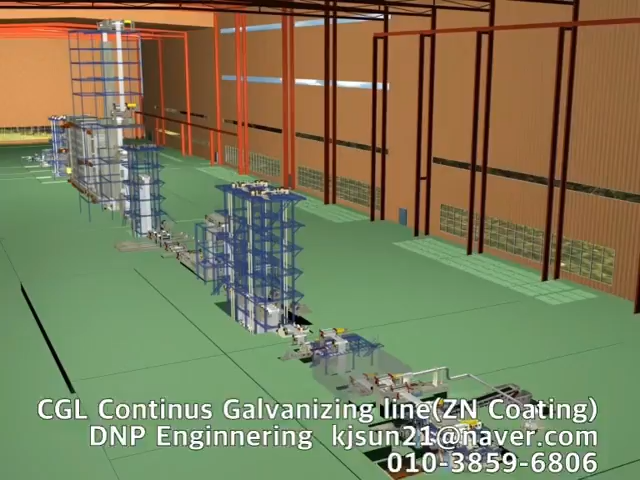 CGL Continus Galvanizing line(ZN Coating)
DNP Enginnering kjsun21@naver.com
010-3859-6806